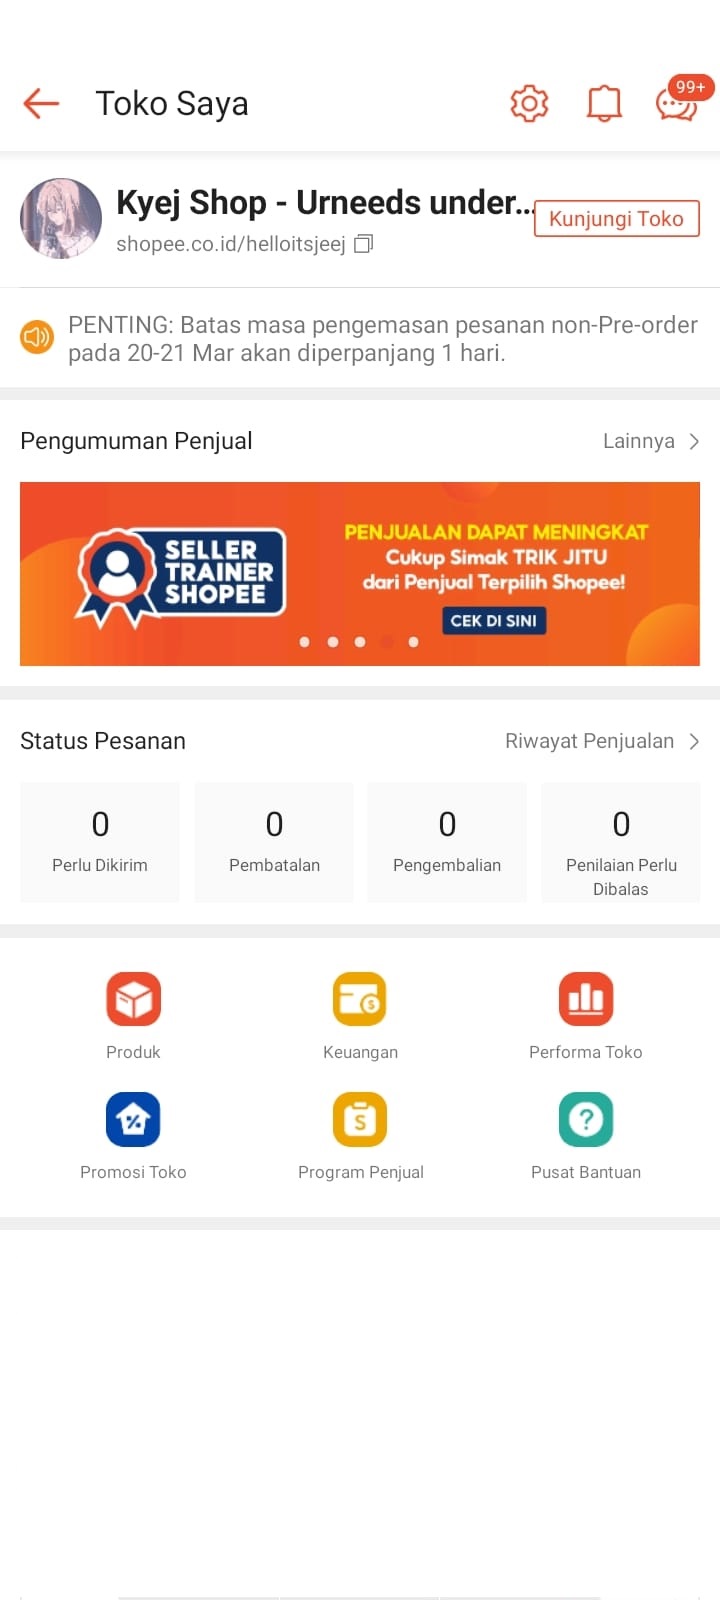 Toko Saya
99+
Kyej Shop - Urneeds under...
Kunjungi Toko
shopee.co.id/helloitsjeej
PENTING: Batas masa pengemasan pesanan non-Pre-order
pada 20-21 Mar akan diperpanjang 1 hari.
Pengumuman Penjual
Lainnya
SELLER
TRAINER
SHOPEE
PENJUALAN DAPAT MENINGKAT
Cukup Simak TRIK JITU
dari Penjual Terpilih Shopee!
CEK DI SINI
Status Pesanan
Riwayat Penjualan
0
Perlu Dikirim
0
Pembatalan
0
Pengembalian
0
Penilaian Perlu
Dibalas
Produk
Keuangan
Performa Toko
Promosi Toko
Program Penjual
Pusat Bantuan